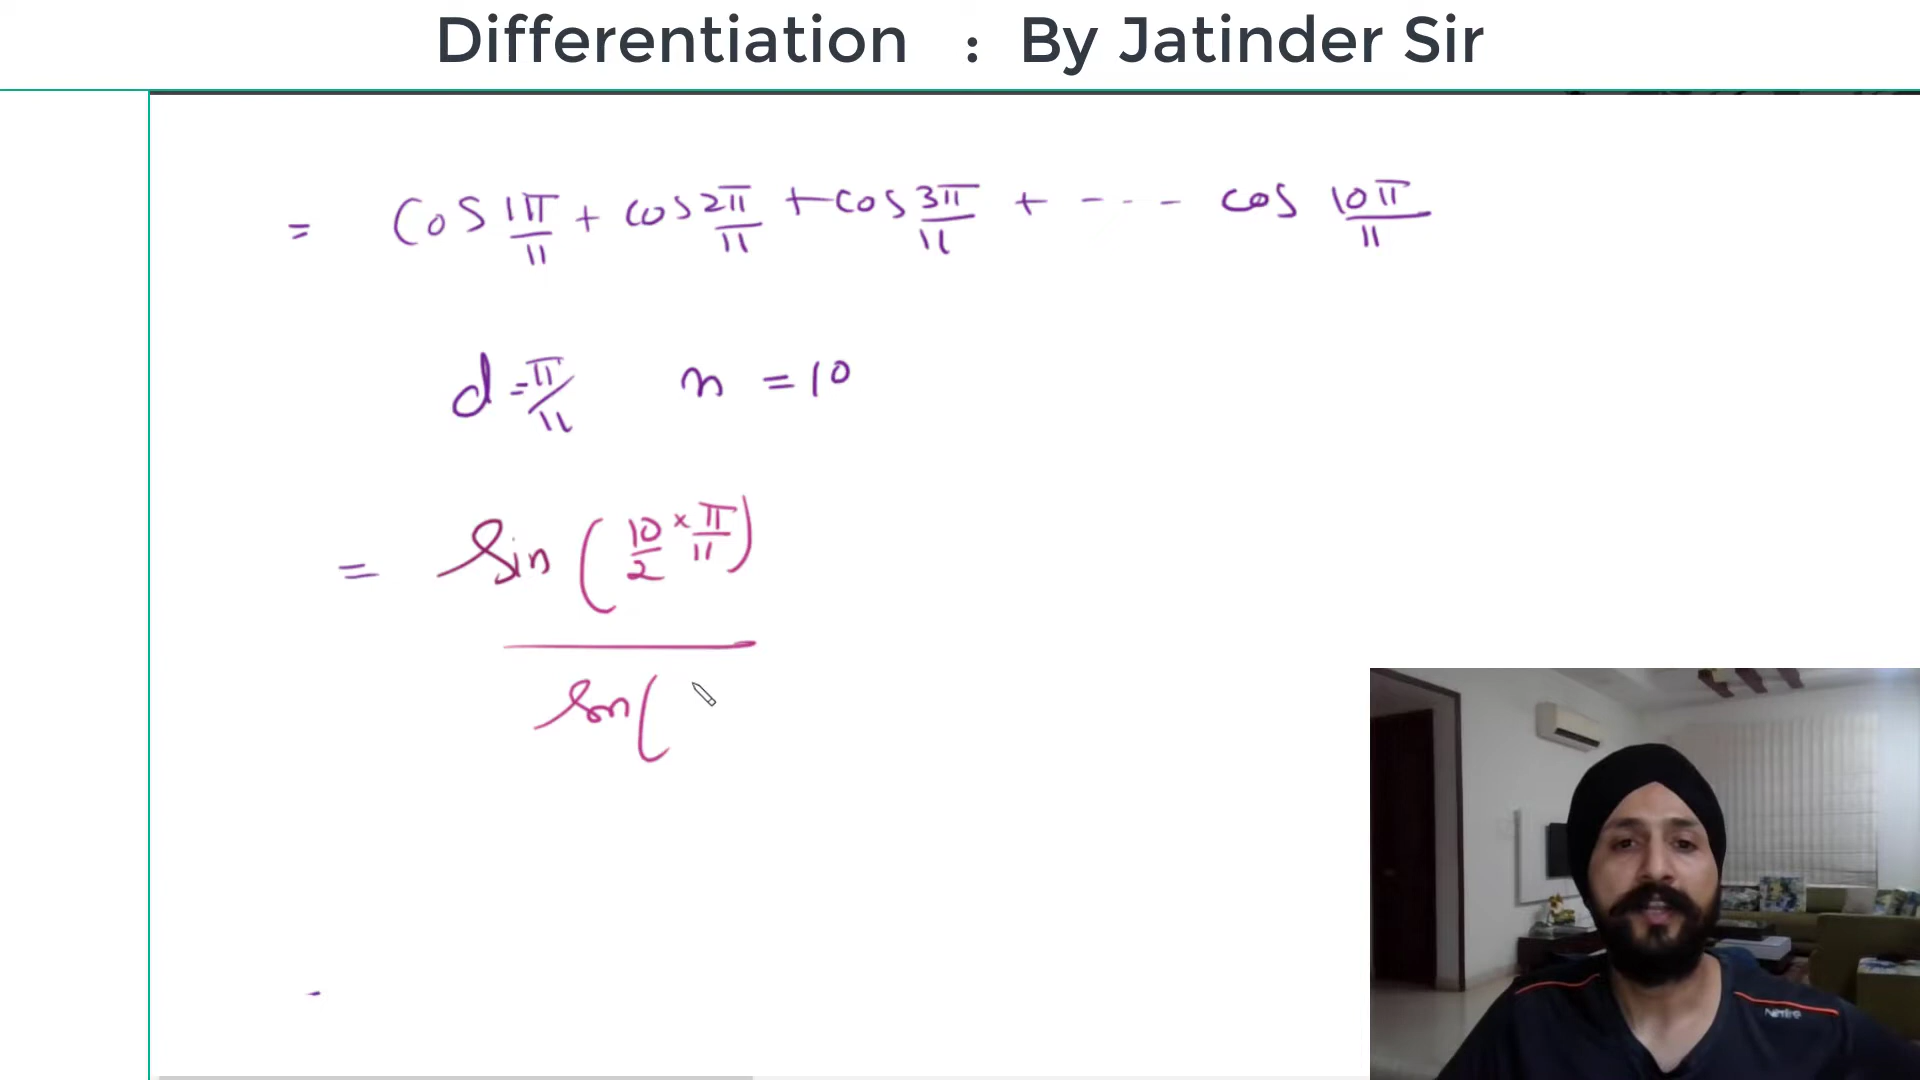 Differentiation : By Jatinder Sir
= cos 1π/11 + cos 2π/11 + cos 3π/11 + - - - - cos 10π/11
d = π/11 n = 10
= sin (10/2 × π/11)
sin(